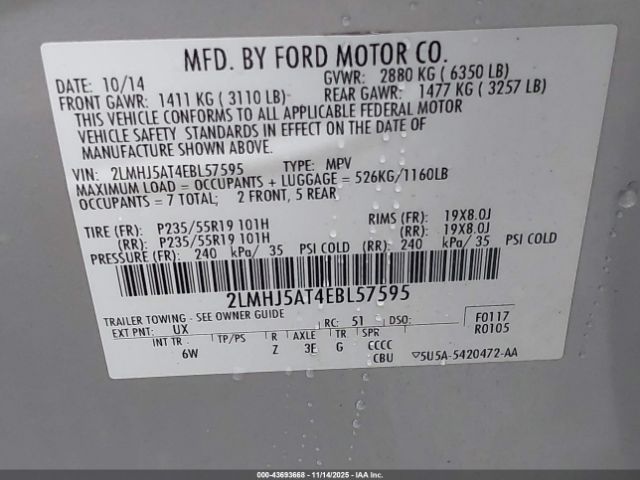 MFD. BY FORD MOTOR CO.
DATE: 10/14 GVWR: 2880 KG ( 6350 LB)
FRONT GAWR: 1411 KG ( 3110 LB) REAR GAWR: 1477 KG ( 3257 LB)
THIS VEHICLE CONFORMS TO ALL APPLICABLE FEDERAL MOTOR
VEHICLE SAFETY STANDARDS IN EFFECT ON THE DATE OF
MANUFACTURE SHOWN ABOVE.
VIN: 2LMHJ5AT4EBL57595 TYPE: MPV
MAXIMUM LOAD = OCCUPANTS + LUGGAGE = 526KG/1160LB
OCCUPANTS = 7 TOTAL; 2 FRONT, 5 REAR
TIRE (FR): P235/55R19 101H RIMS (FR): 19X8.0J
(RR): P235/55R19 101H (RR): 19X8.0J
PRESSURE (FR): 240 kPa/ 35 PSI COLD (RR): 240 kPa/ 35 PSI COLD
2LMHJ5AT4EBL57595
TRAILER TOWING - SEE OWNER GUIDE
EXT PNT: UX RC: 51 DSO: F0117
R0105
INT TR TP/PS R AXLE TR SPR
6W Z 3E G CCCC
CBU 5U5A-5420472-AA
000-43693668 11/14/2025 IAAI.com